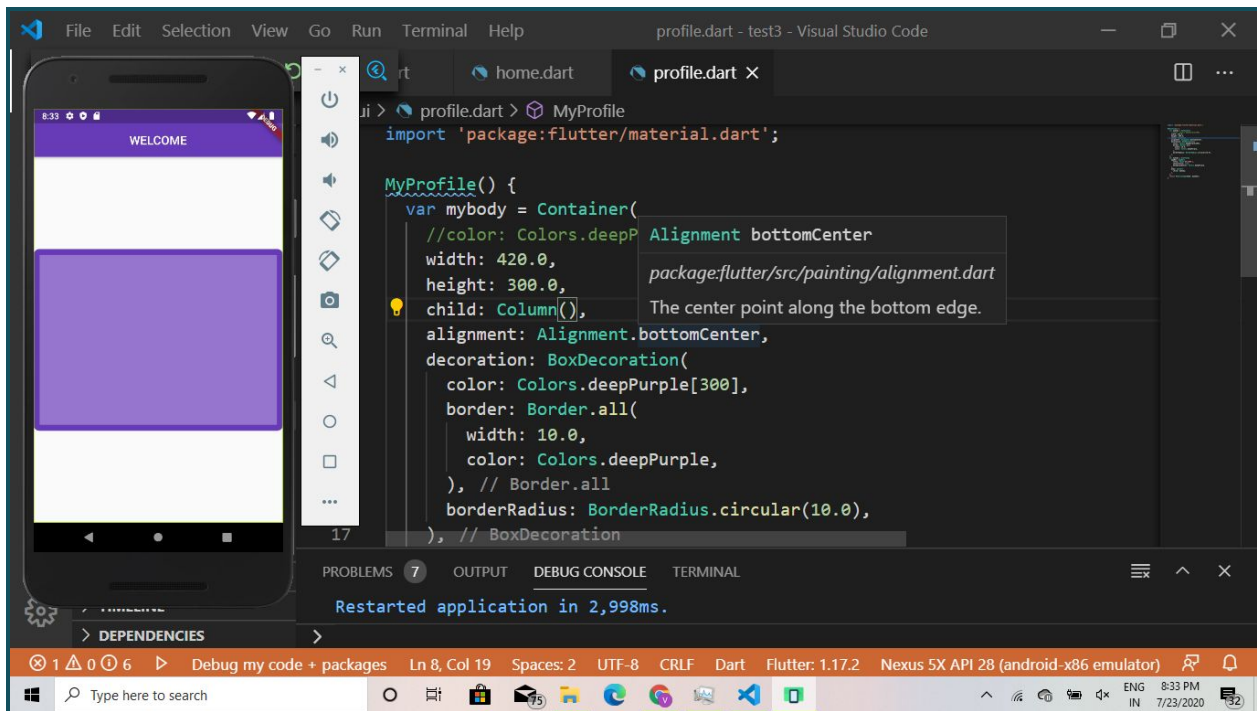 File Edit Selection View Go Run Terminal Help profile.dart - test3 - Visual Studio Code
rt home.dart profile.dart
ui > profile.dart > MyProfile
8:33
WELCOME
import 'package:flutter/material.dart';
MyProfile() {
var mybody = Container(
//color: Colors.deepP
width: 420.0,
height: 300.0,
child: Column(),
alignment: Alignment.bottomCenter,
decoration: BoxDecoration(
color: Colors.deepPurple[300],
border: Border.all(
width: 10.0,
color: Colors.deepPurple,
), // Border.all
borderRadius: BorderRadius.circular(10.0),
17 ), // BoxDecoration
Alignment bottomCenter
package:flutter/src/painting/alignment.dart
The center point along the bottom edge.
PROBLEMS 7 OUTPUT DEBUG CONSOLE TERMINAL
Restarted application in 2,998ms.
> DEPENDENCIES
>
1 0 6 Debug my code + packages Ln 8, Col 19 Spaces: 2 UTF-8 CRLF Dart Flutter: 1.17.2 Nexus 5X API 28 (android-x86 emulator)
Type here to search 75 ENG IN 8:33 PM 7/23/2020 32